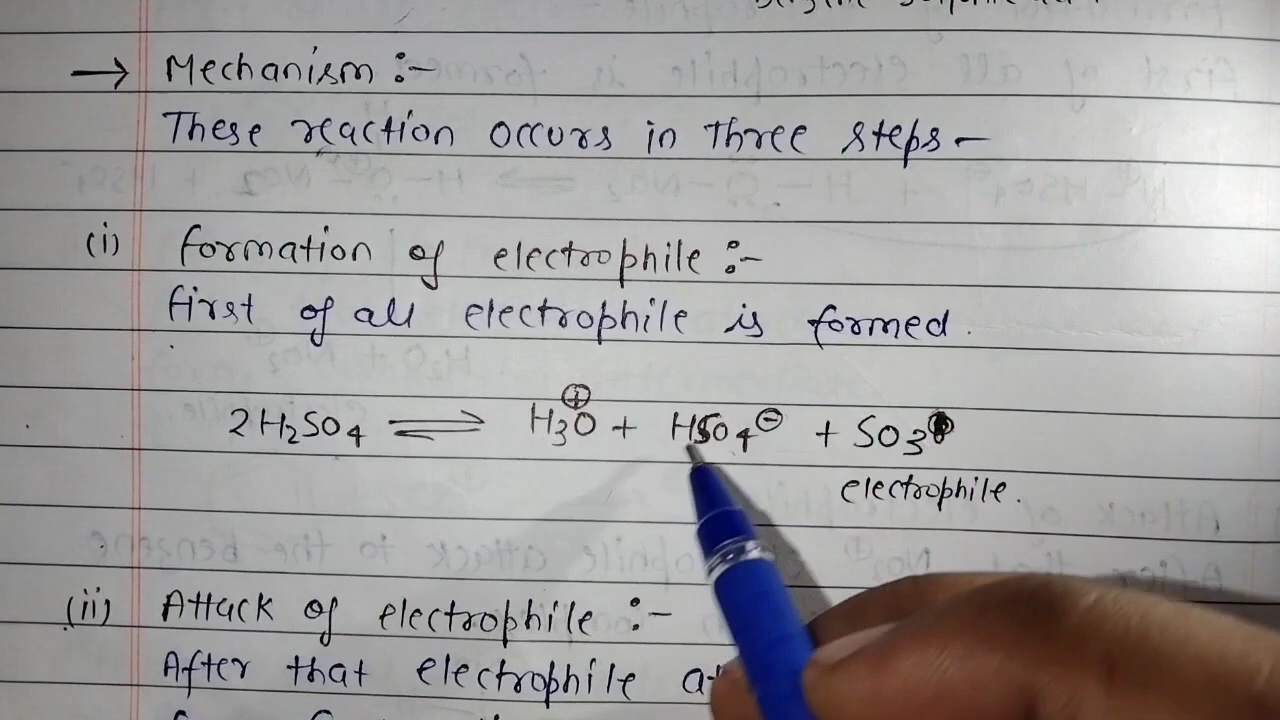 → Mechanism :-
These reaction occurs in three steps -
(i) formation of electrophile :-
first of all electrophile is formed.
2H₂SO₄ ⇌ H₃O⊕ + HSO₄⊖ + SO₃
electrophile.
(ii) Attack of electrophile :-
After that electrophile